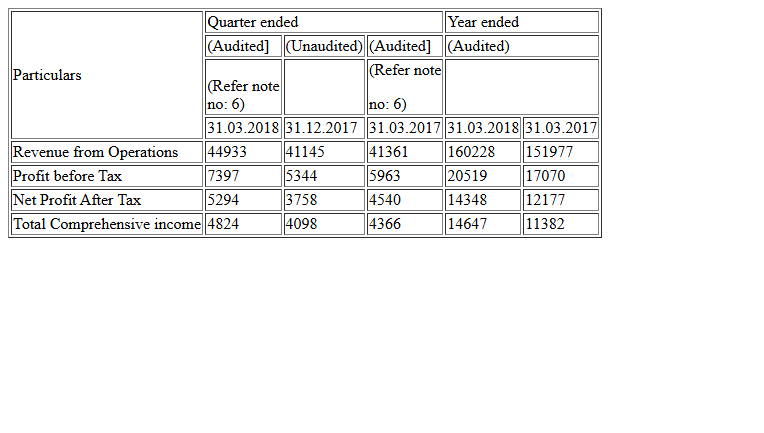 Particulars
Quarter ended Year ended
(Audited] (Unaudited) (Audited] (Audited)
(Refer note
no: 6)
(Refer note
no: 6)
31.03.2018 31.12.2017 31.03.2017 31.03.2018 31.03.2017
Revenue from Operations 44933 41145 41361 160228 151977
Profit before Tax 7397 5344 5963 20519 17070
Net Profit After Tax 5294 3758 4540 14348 12177
Total Comprehensive income 4824 4098 4366 14647 11382